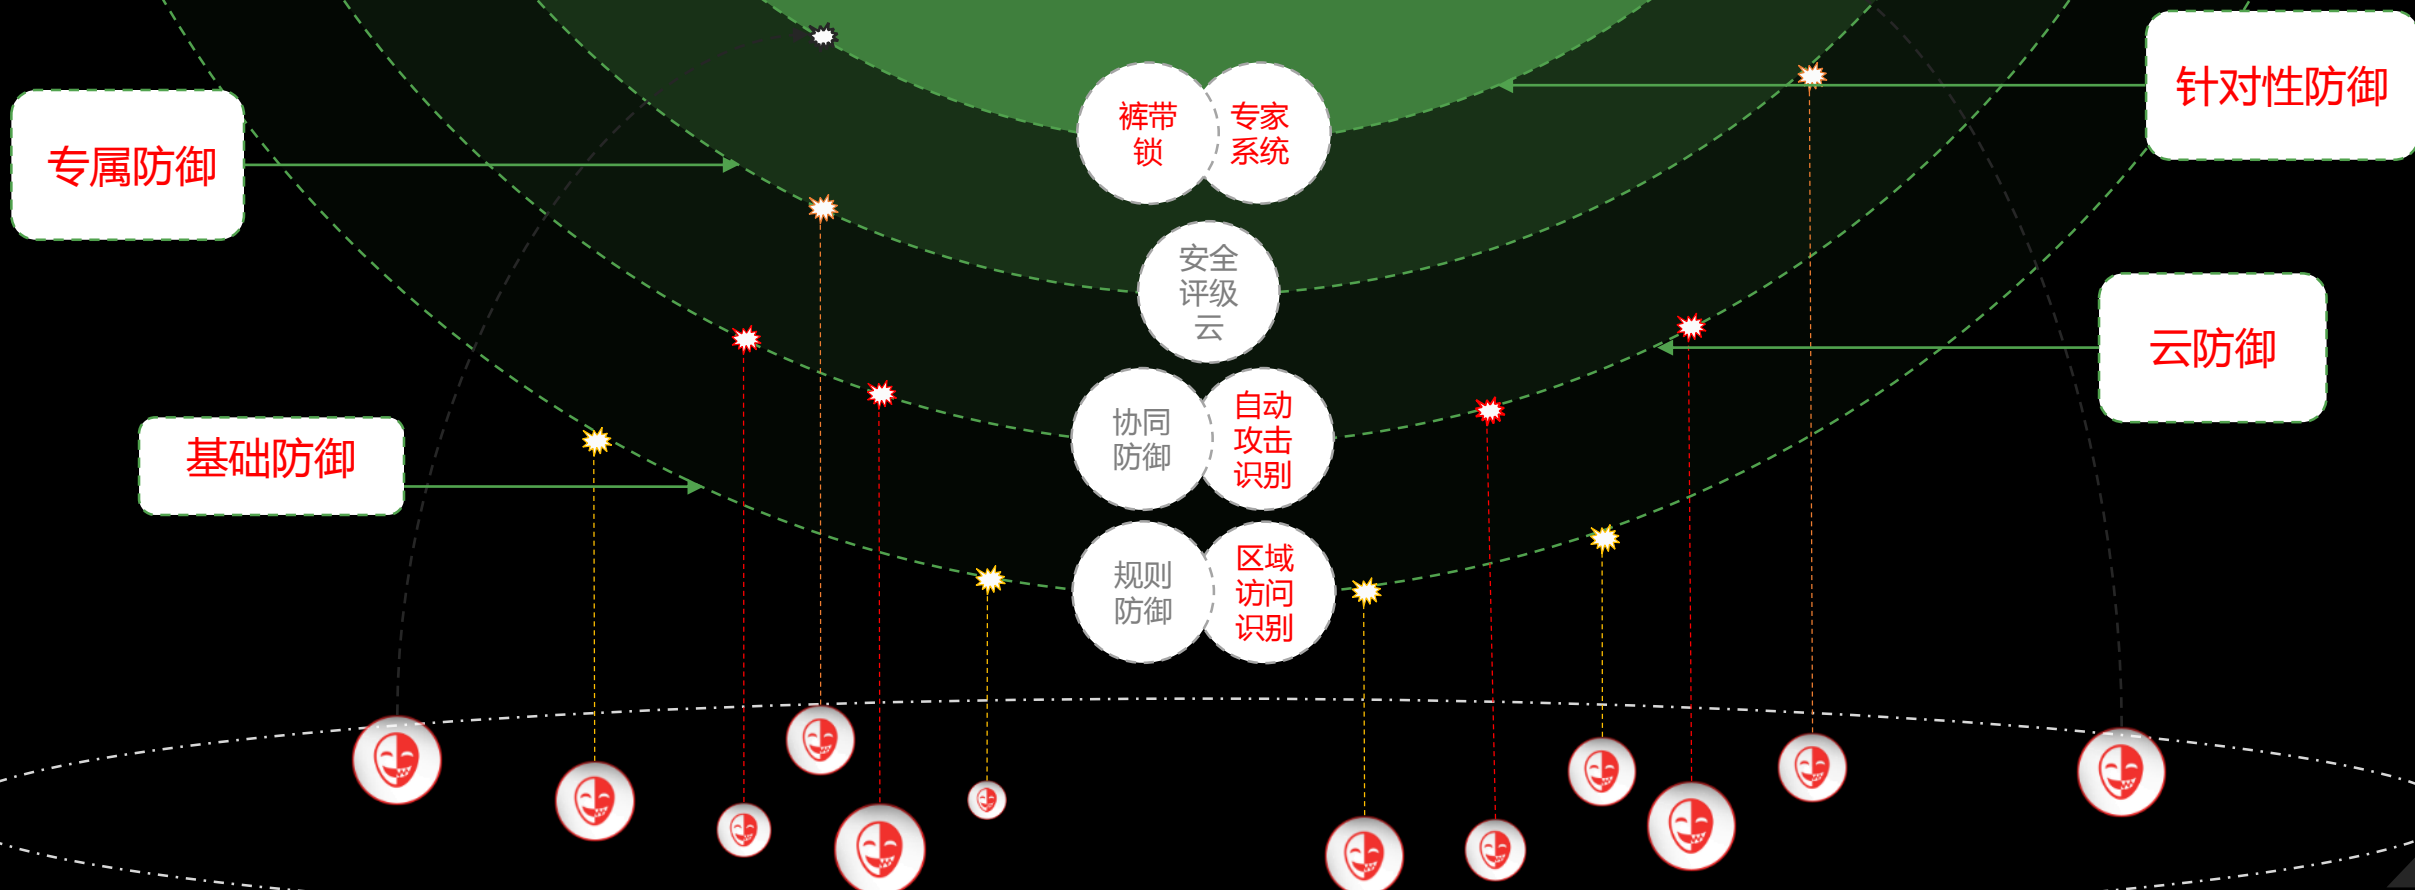 针对性防御
裤带
锁
专家
系统
专属防御
安全
评级
云
云防御
协同
防御
自动
攻击
识别
基础防御
规则
防御
区域
访问
识别